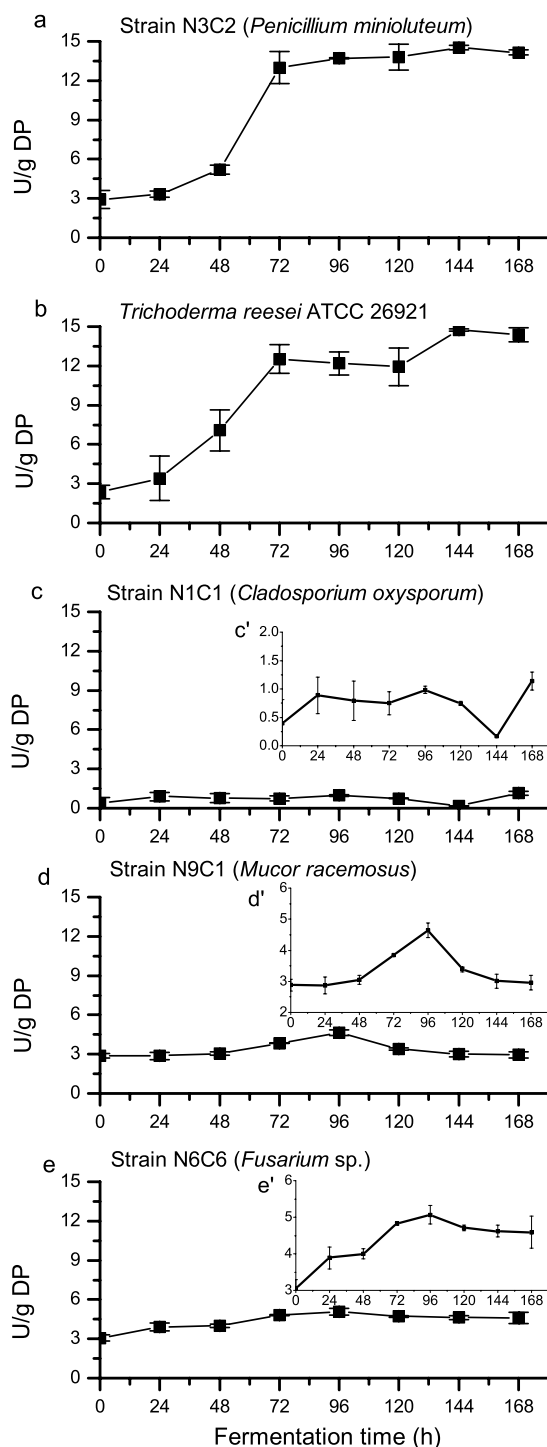 a
Strain N3C2 (Penicillium minioluteum)
15
12
9
6
3
0
U/g DP
0 24 48 72 96 120 144 168
b
Trichoderma reesei ATCC 26921
15
12
9
6
3
0
U/g DP
0 24 48 72 96 120 144 168
c
Strain N1C1 (Cladosporium oxysporum)
15
12
9
6
3
0
U/g DP
c'
2.0
1.5
1.0
0.5
0.0
0 24 48 72 96 120 144 168
0 24 48 72 96 120 144 168
d
Strain N9C1 (Mucor racemosus)
15
12
9
6
3
0
U/g DP
d'
6
5
4
3
2
0 24 48 72 96 120 144 168
0 24 48 72 96 120 144 168
e
Strain N6C6 (Fusarium sp.)
15
12
9
6
3
0
U/g DP
e'
6
5
4
3
0 24 48 72 96 120 144 168
0 24 48 72 96 120 144 168
Fermentation time (h)